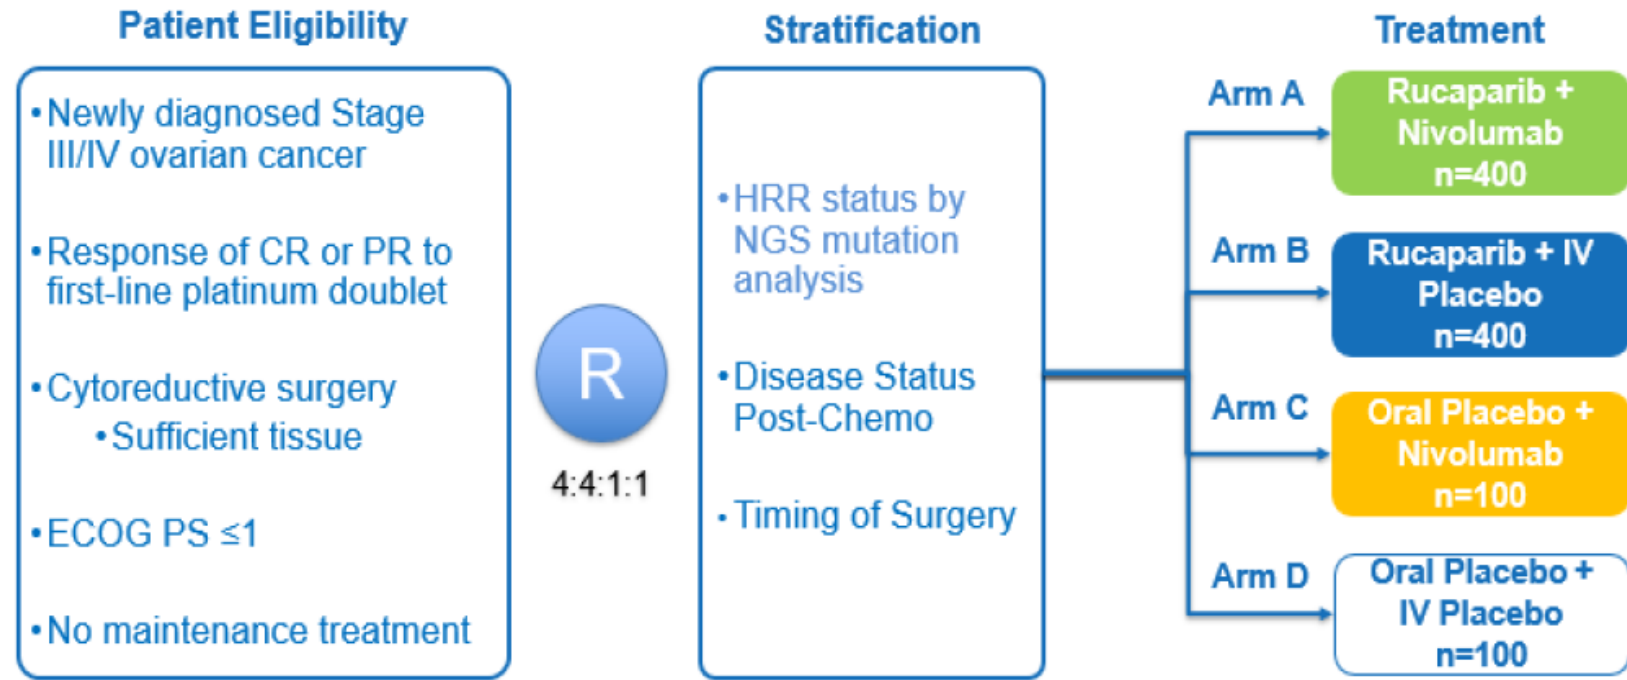 Patient Eligibility
•Newly diagnosed Stage
III/IV ovarian cancer
•Response of CR or PR to
first-line platinum doublet
•Cytoreductive surgery
•Sufficient tissue
•ECOG PS ≤1
•No maintenance treatment
R
4:4:1:1
Stratification
•HRR status by
NGS mutation
analysis
•Disease Status
Post-Chemo
•Timing of Surgery
Treatment
Arm A
Rucaparib +
Nivolumab
n=400
Arm B
Rucaparib + IV
Placebo
n=400
Arm C
Oral Placebo +
Nivolumab
n=100
Arm D
Oral Placebo +
IV Placebo
n=100